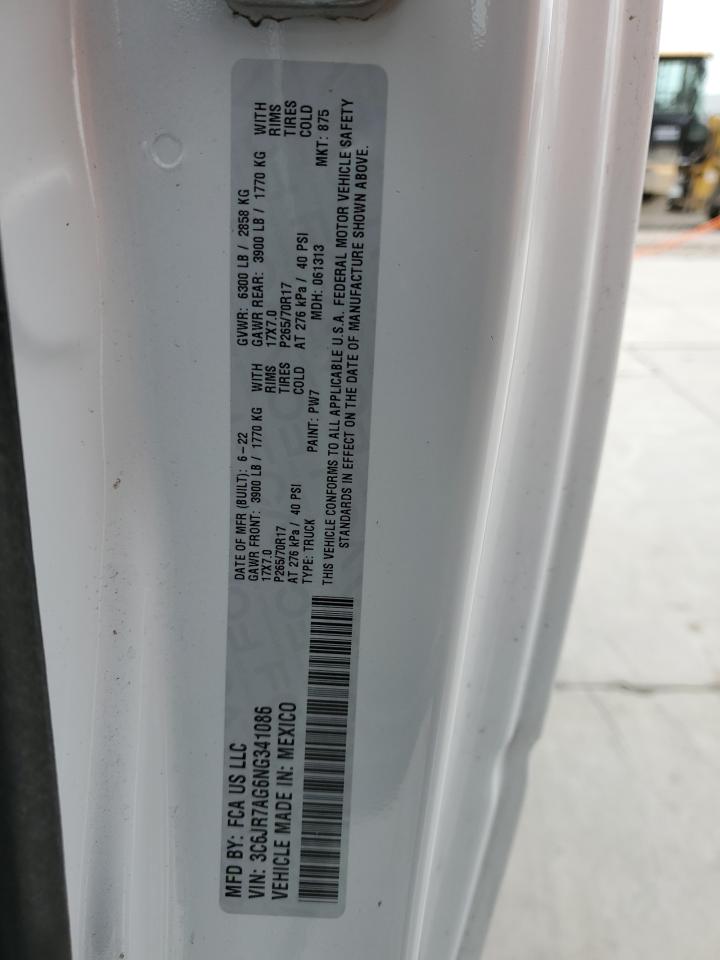 MFD BY: FCA US LLC
VIN: 3C6JR7AG6NG341086
VEHICLE MADE IN: MEXICO
DATE OF MFR (BUILT): 6-22 GVWR: 6300 LB / 2858 KG
GAWR FRONT: 3900 LB / 1770 KG WITH GAWR REAR: 3900 LB / 1770 KG WITH
17X7.0 RIMS 17X7.0 RIMS
P265/70R17 TIRES P265/70R17 TIRES
AT 276 kPa / 40 PSI COLD AT 276 kPa / 40 PSI COLD
TYPE: TRUCK PAINT: PW7 MDH: 061313 MKT: 875
THIS VEHICLE CONFORMS TO ALL APPLICABLE U.S.A. FEDERAL MOTOR VEHICLE SAFETY
STANDARDS IN EFFECT ON THE DATE OF MANUFACTURE SHOWN ABOVE.